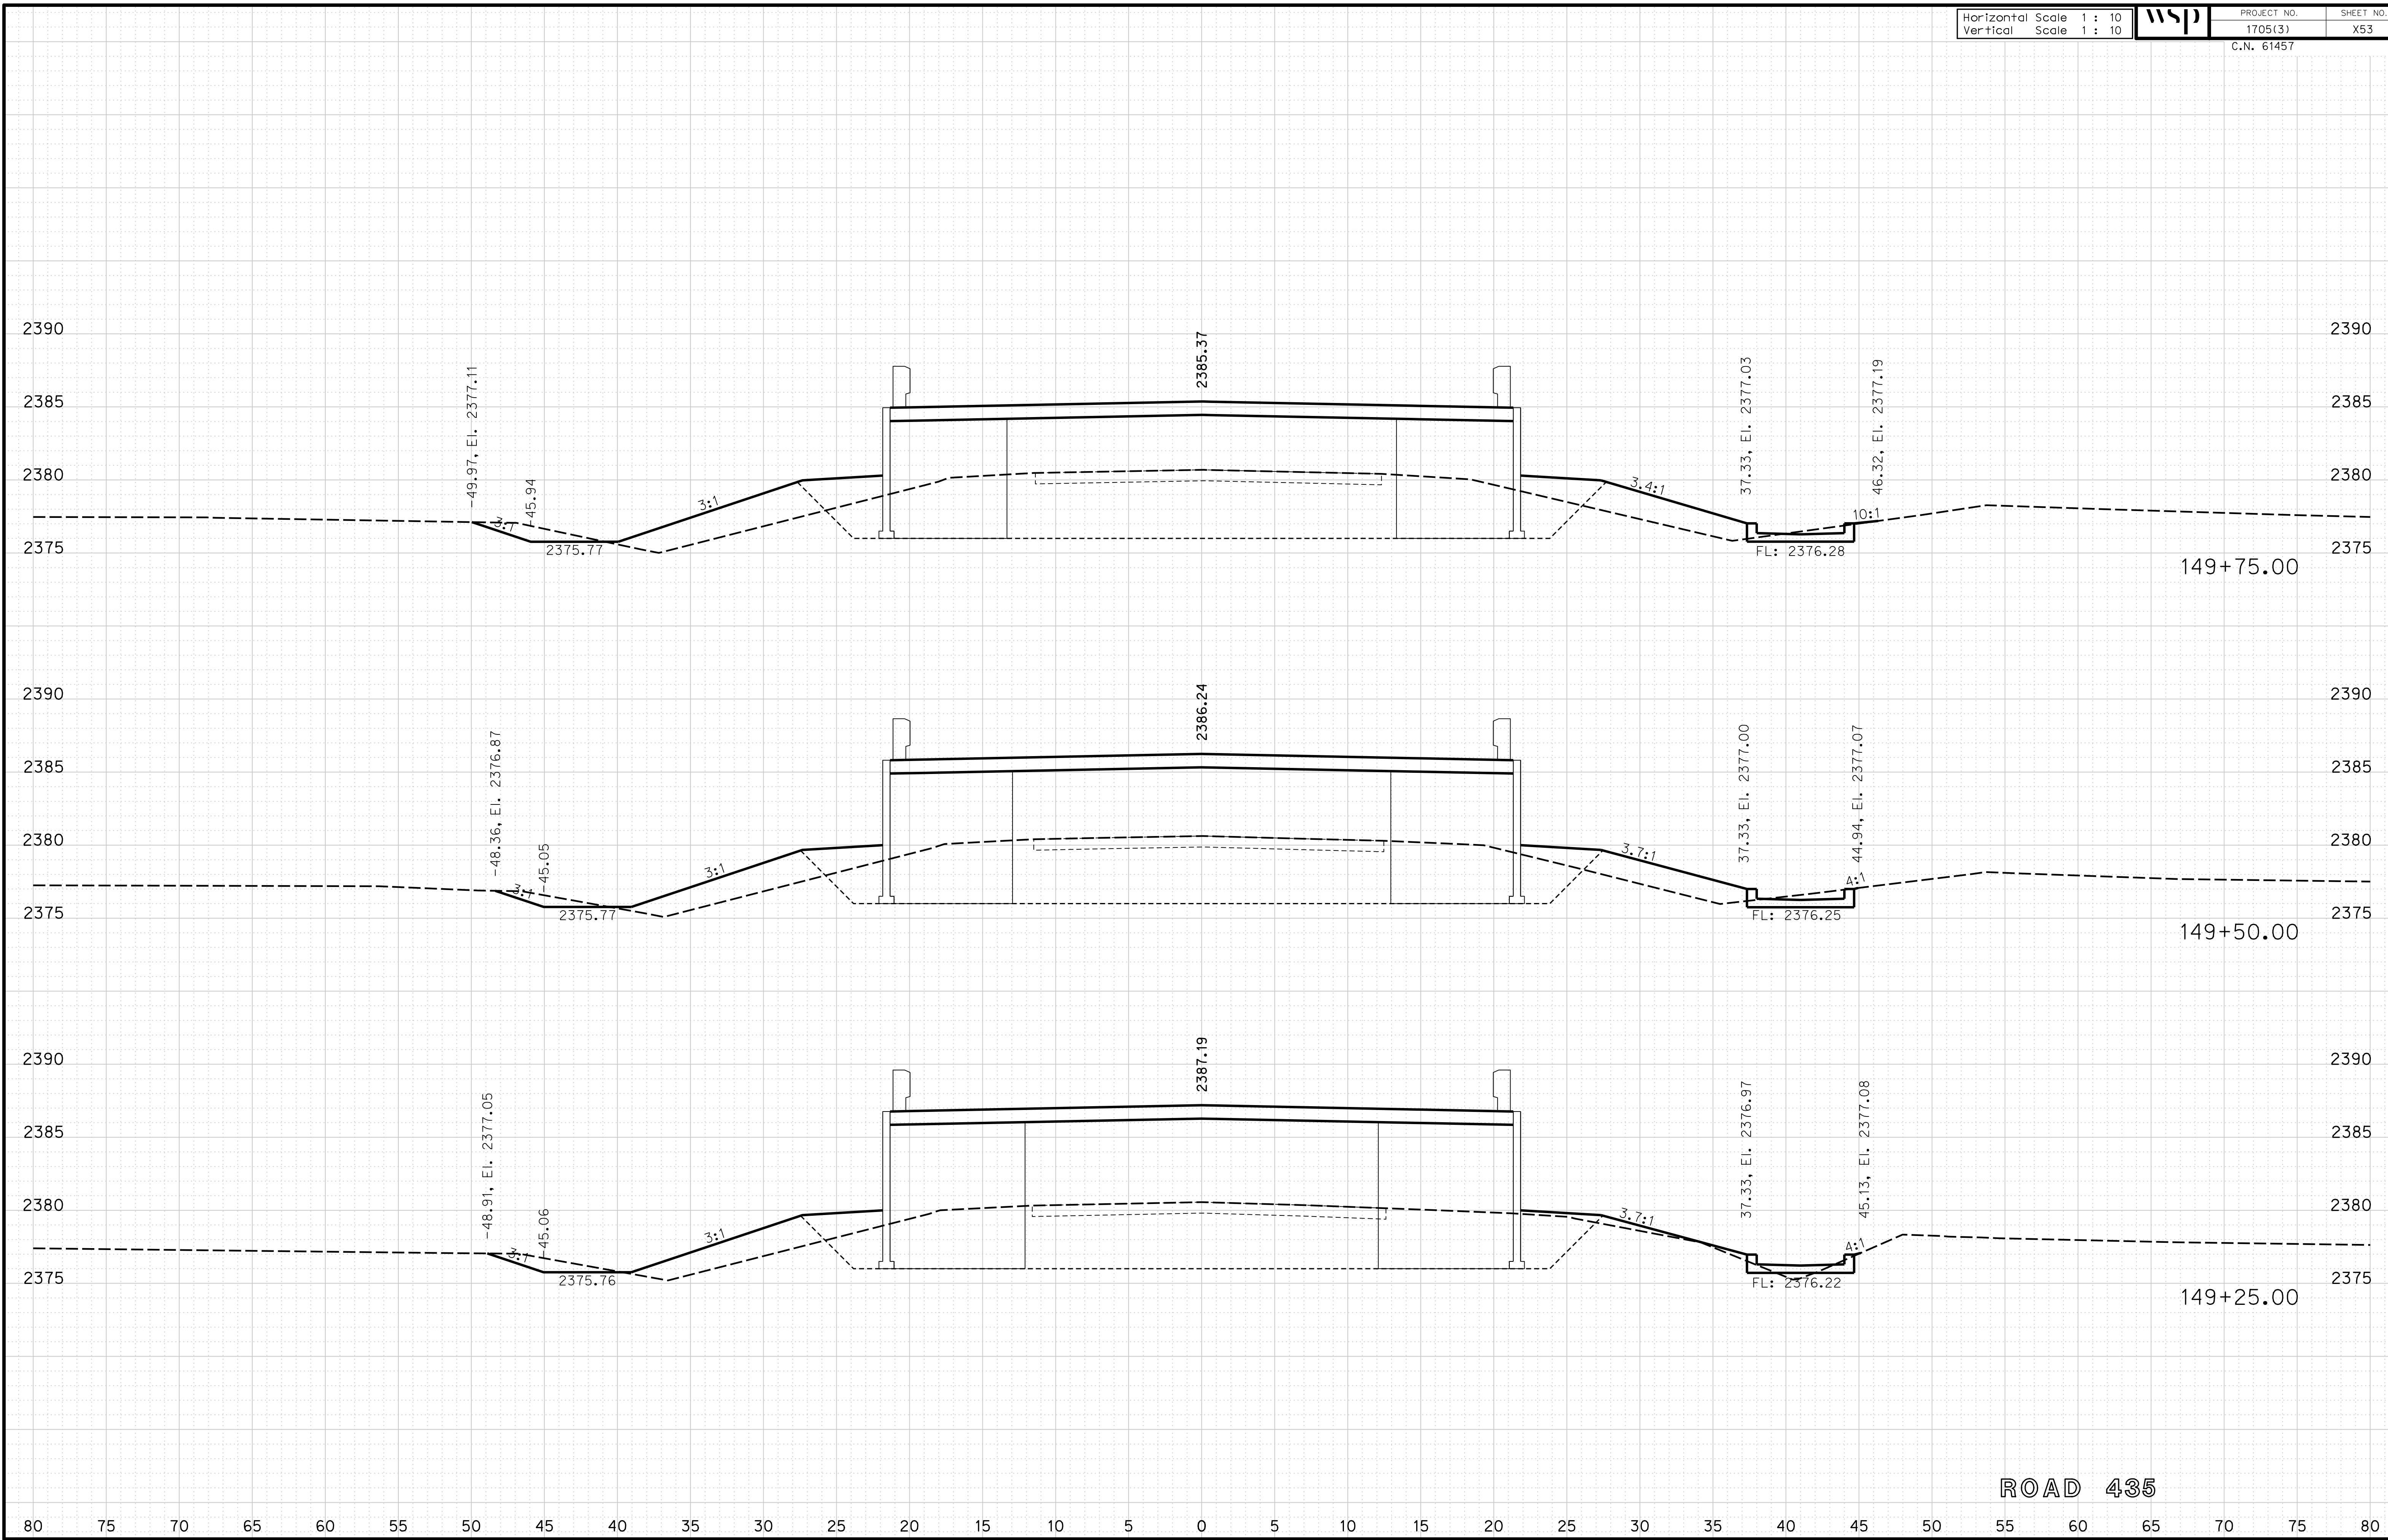 Horizontal Scale 1 : 10
Vertical Scale 1 : 10
wsp
PROJECT NO.
SHEET NO.
1705(3)
X53
C.N. 61457
2390
2390
2385
2385
2380
2380
2375
2375
-49.97, El. 2377.11
-45.94
2385.37
37.33, El. 2377.03
46.32, El. 2377.19
3:1
2375.77
3:1
3.4:1
10:1
FL: 2376.28
149+75.00
2390
2390
2385
2385
2380
2380
2375
2375
-48.36, El. 2376.87
-45.05
2386.24
37.33, El. 2377.00
44.94, El. 2377.07
3:1
2375.77
3:1
3.7:1
4:1
FL: 2376.25
149+50.00
2390
2390
2385
2385
2380
2380
2375
2375
-48.91, El. 2377.05
-45.06
2387.19
37.33, El. 2376.97
45.13, El. 2377.08
3:1
2375.76
3:1
3.7:1
4:1
FL: 2376.22
149+25.00
ROAD 435
80 75 70 65 60 55 50 45 40 35 30 25 20 15 10 5 0 5 10 15 20 25 30 35 40 45 50 55 60 65 70 75 80